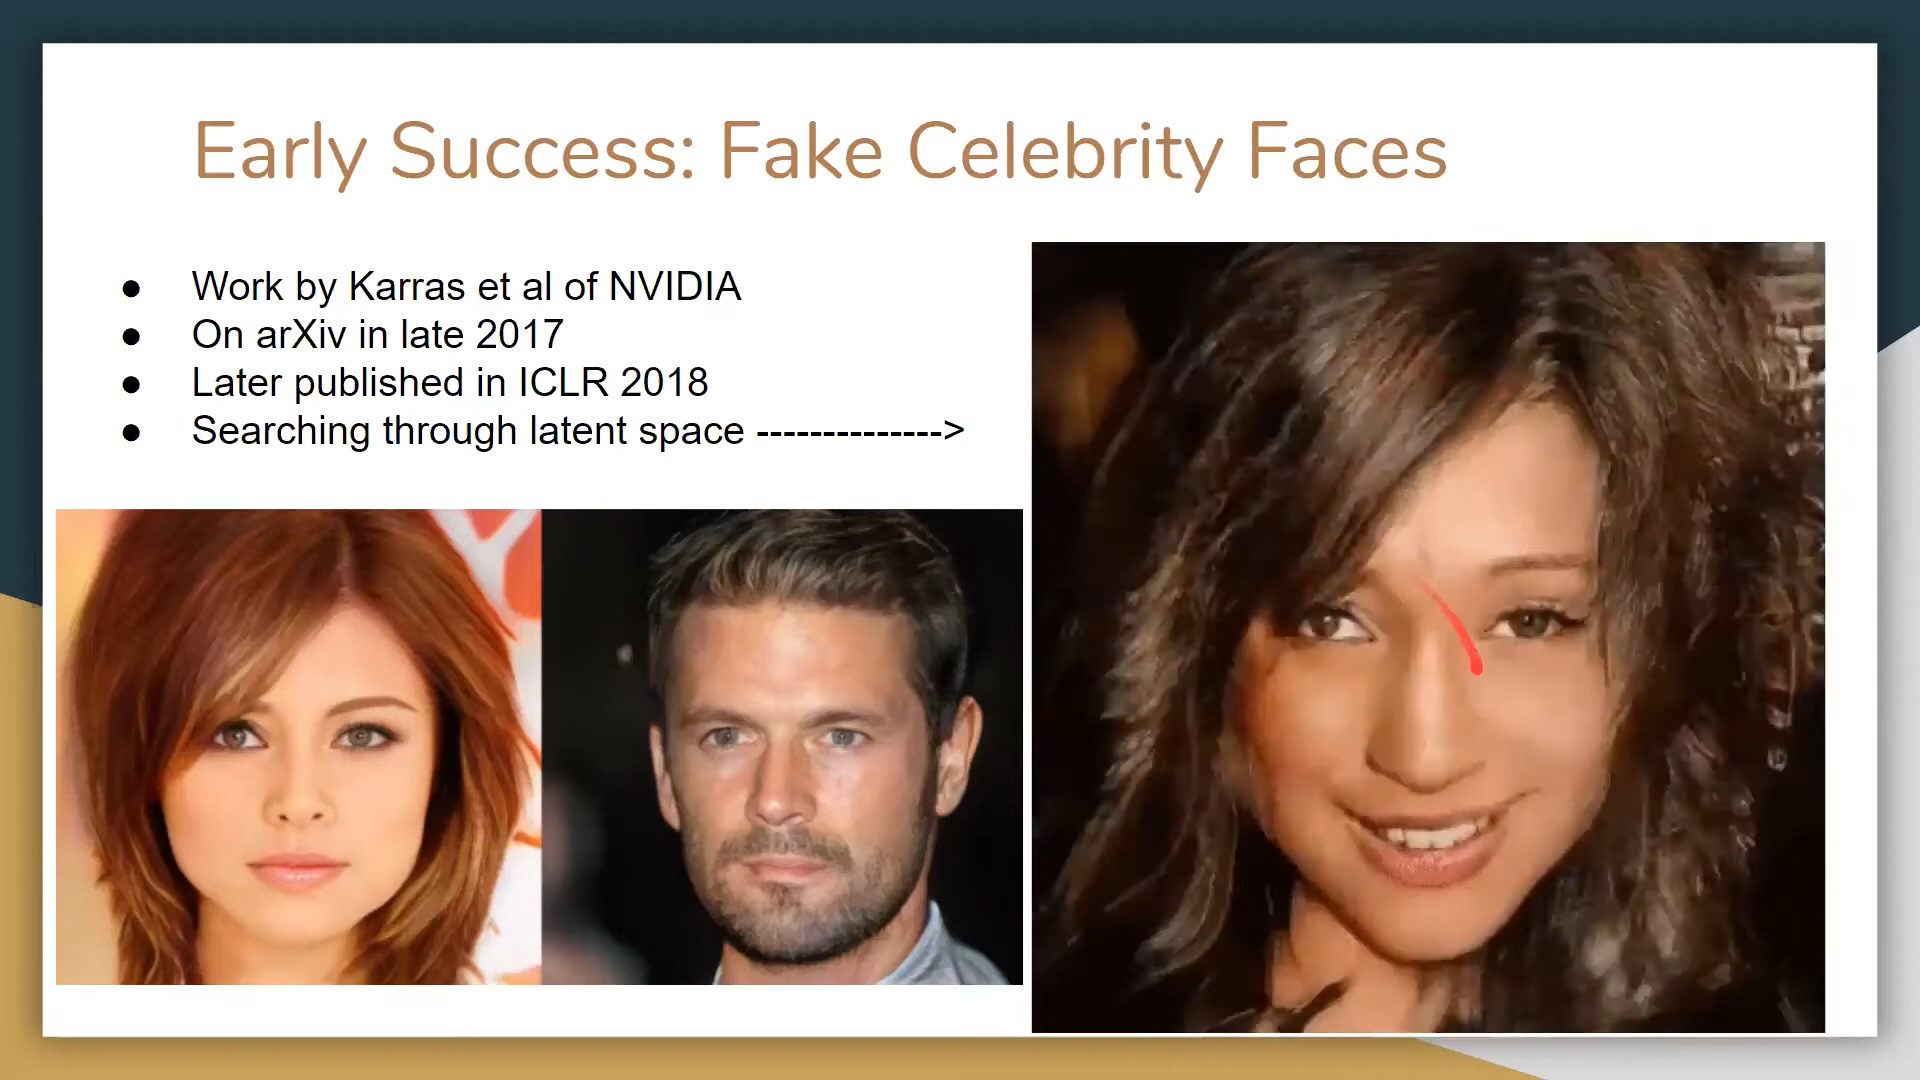 Early Success: Fake Celebrity Faces
● Work by Karras et al of NVIDIA
● On arXiv in late 2017
● Later published in ICLR 2018
● Searching through latent space -------------->